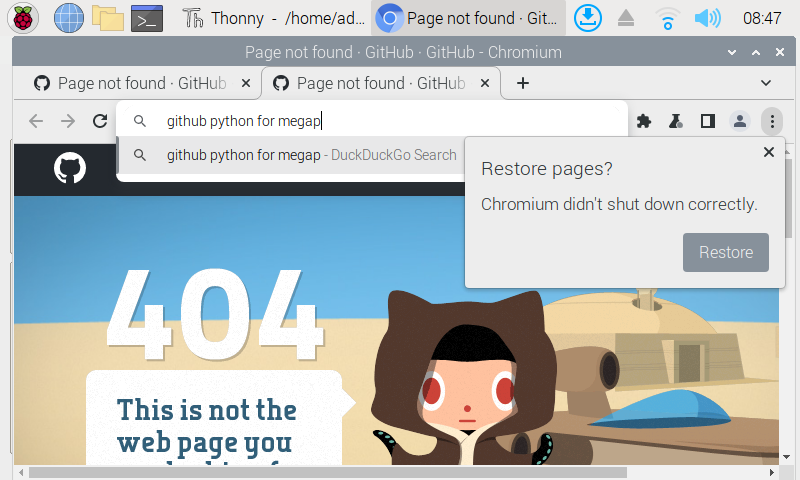 Thonny - /home/ad...
Page not found · Git...
08:47
Page not found · GitHub · GitHub - Chromium
Page not found · GitHub
Page not found · GitHub
github python for megap
github python for megap - DuckDuckGo Search
Restore pages?
Chromium didn't shut down correctly.
Restore
404
This is not the
web page you